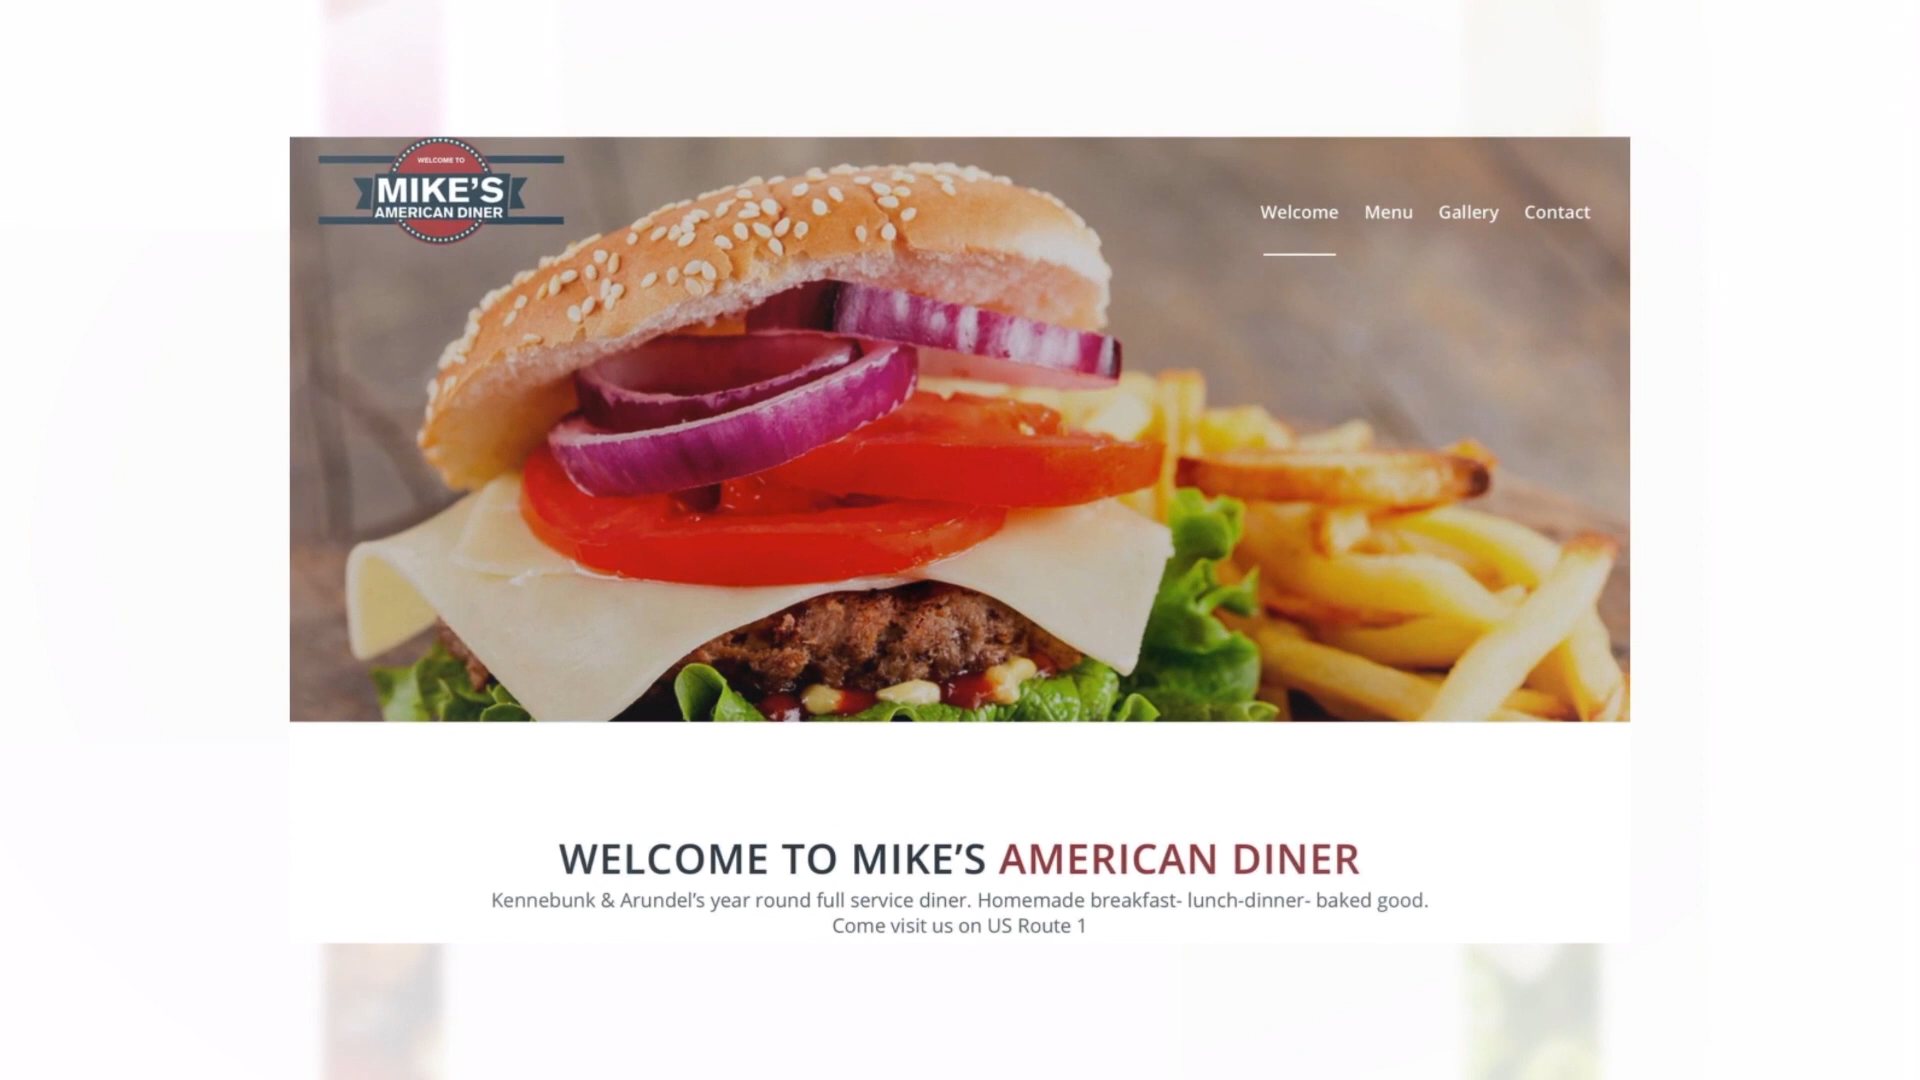 WELCOME TO
MIKE'S
AMERICAN DINER
Welcome Menu Gallery Contact
WELCOME TO MIKE’S AMERICAN DINER
Kennebunk & Arundel’s year round full service diner. Homemade breakfast- lunch-dinner- baked good.
Come visit us on US Route 1